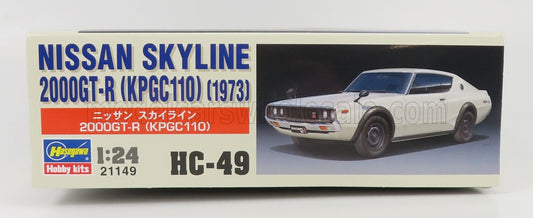 NISSAN SKYLINE
2000GT-R (KPGC110) (1973)
ニッサン スカイライン
2000GT-R (KPGC110)
Hasegawa
Hobby kits
1:24
21149
HC-49